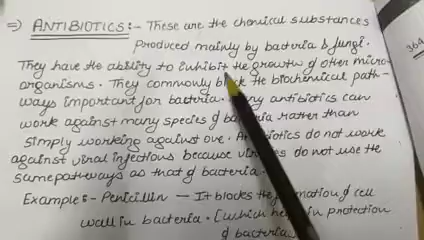 ⇒ ANTIBIOTICS:- These are the chemical substances
produced mainly by bacteria & fungi.
They have the ability to inhibit the growth of other micro-
organisms. They commonly the biochemical path-
ways important for bacteria. antibiotics can
work against many species of rather than
simply working against one. do not work
against viral infections because do not use the
same pathways as that of bacteria.
Example:- Penicillin — It blocks the of cell
wall in bacteria. [which in protection
of
364